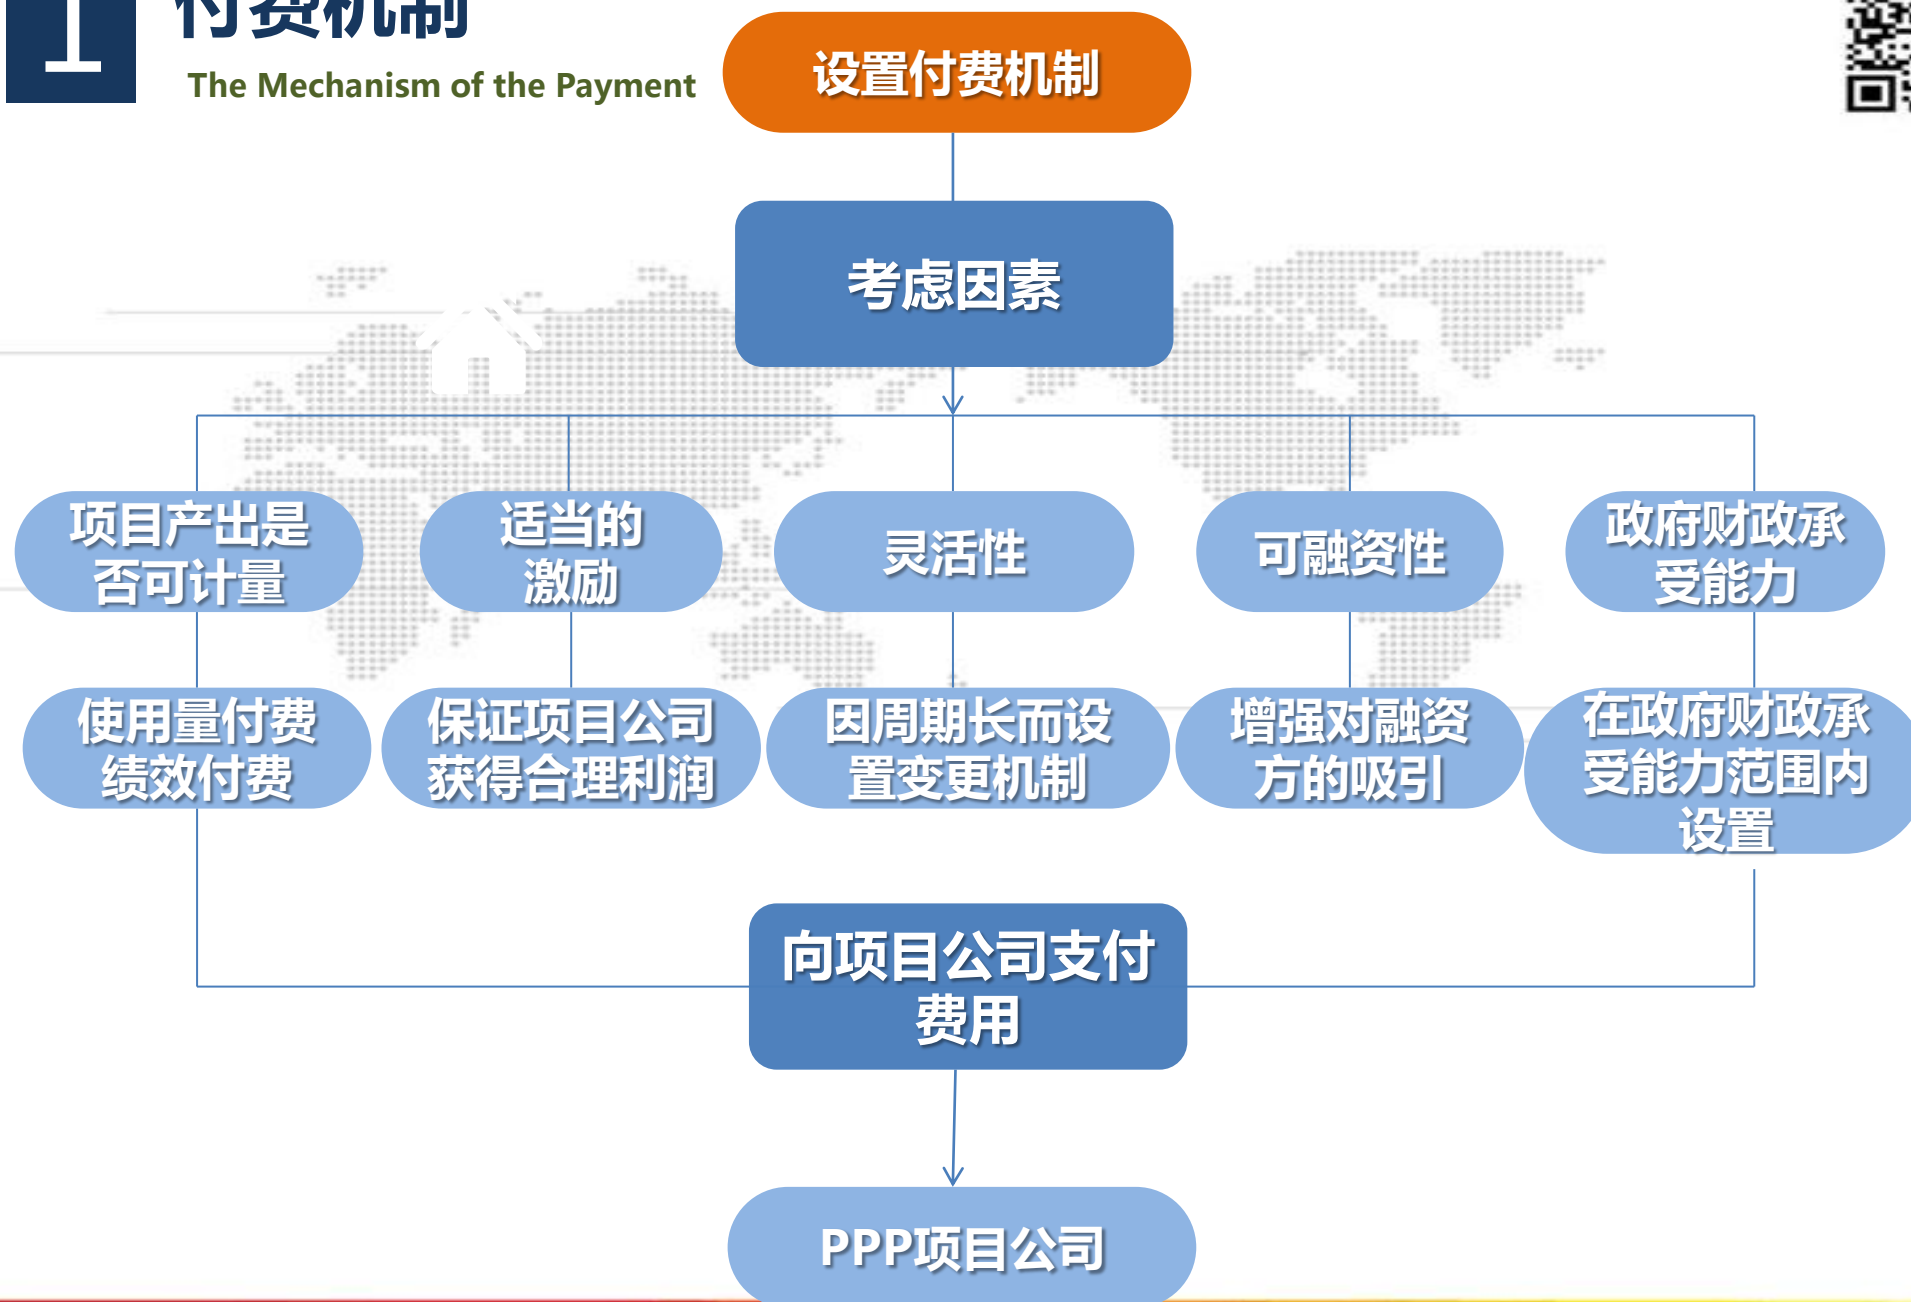 1
付费机制
The Mechanism of the Payment
设置付费机制
考虑因素
项目产出是
否可计量
适当的
激励
灵活性
可融资性
政府财政承
受能力
使用量付费
绩效付费
保证项目公司
获得合理利润
因周期长而设
置变更机制
增强对融资
方的吸引
在政府财政承
受能力范围内
设置
向项目公司支付
费用
PPP项目公司